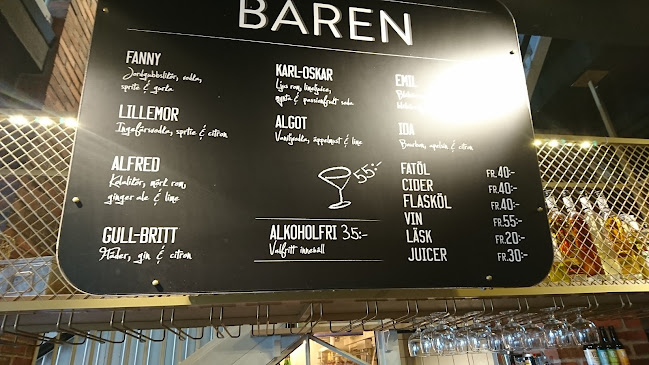 BAREN
FANNY
Jordgubbslikör, vodka,
sprite & gurka
LILLEMOR
Ingefärsvodka, sprite & citron
ALFRED
Kolalikör, mörk rom,
ginger ale & lime
GULL-BRITT
Fläder, gin & citron
KARL-OSKAR
Ljus rom, limejuice,
mynta & passionfrukt soda
ALGOT
Vaniljvodka, äppelmust & lime
55:-
ALKOHOLFRI 35:-
Valfritt innehåll
EMIL
IDA
Bourbon, apelsin & citron
FATÖL FR.40:-
CIDER FR.40:-
FLASKÖL FR.40:-
VIN FR.55:-
LÄSK FR.20:-
JUICER FR.30:-